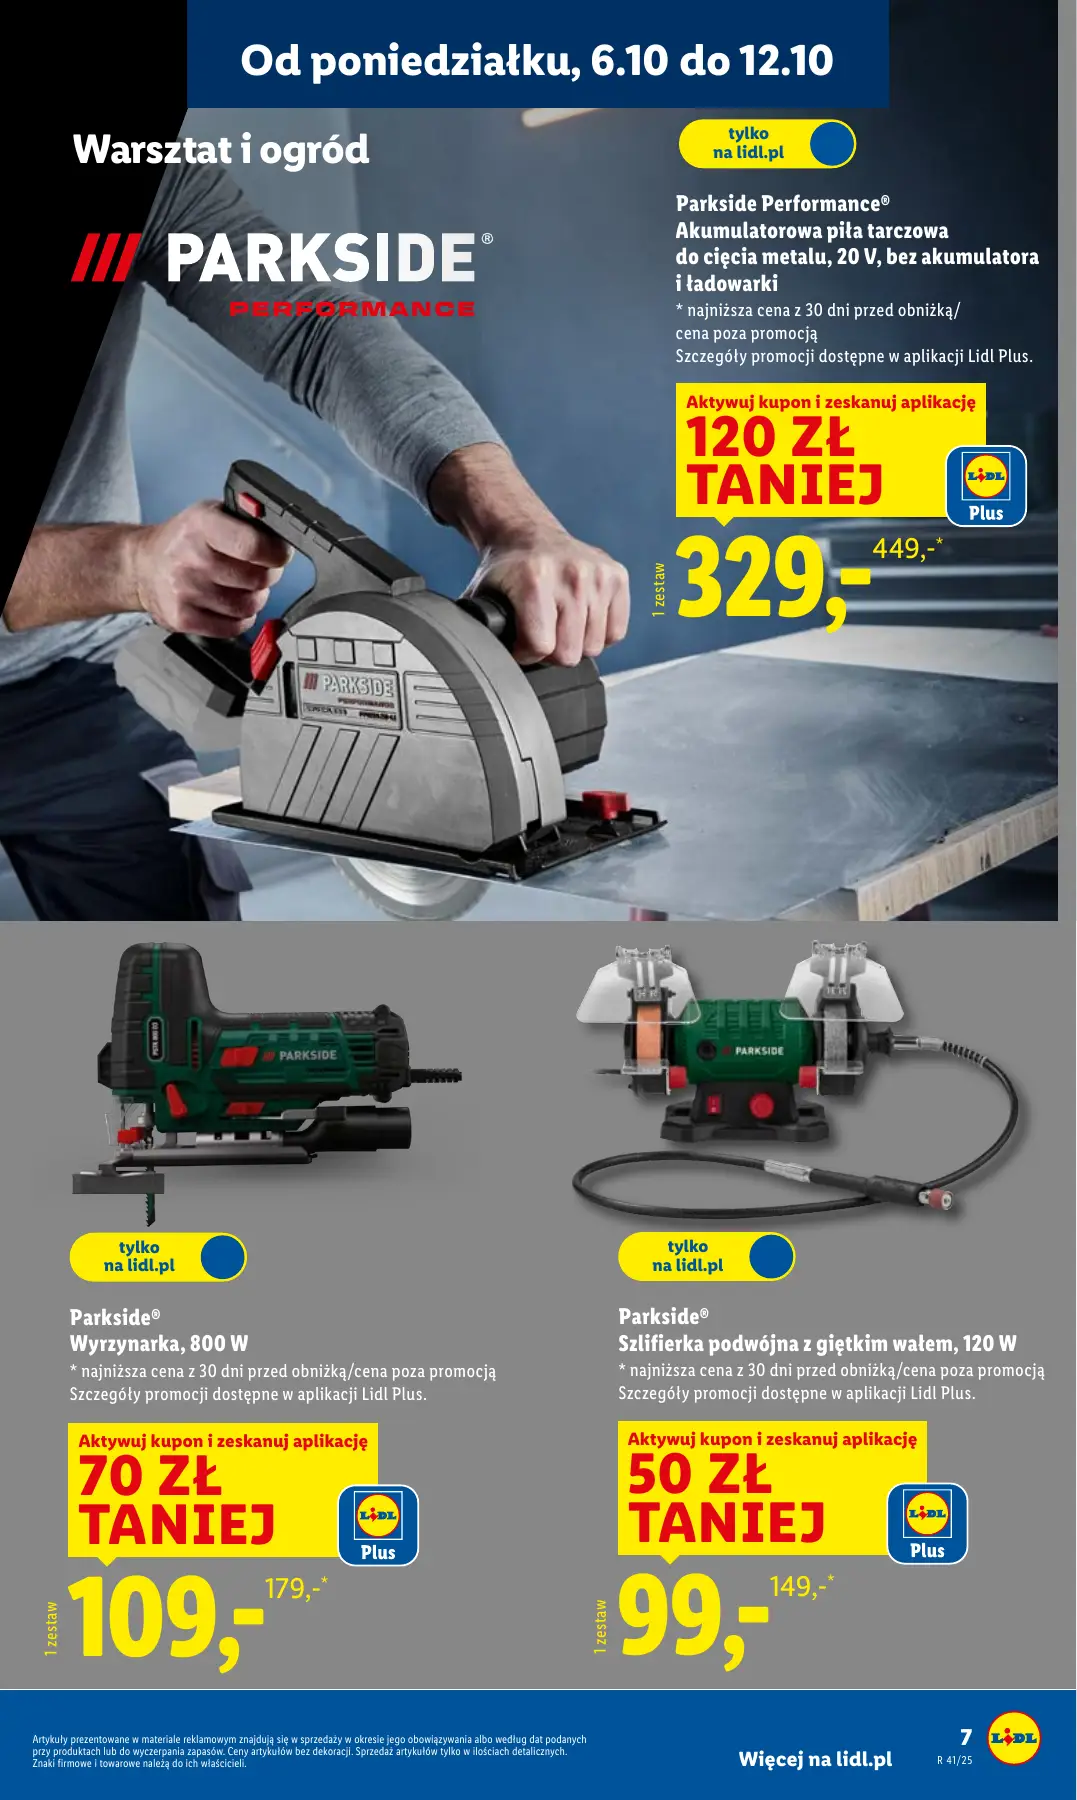 Od poniedziałku, 6.10 do 12.10
Warsztat i ogród
PARKSIDE®
PERFORMANCE
tylko
na lidl.pl
Parkside Performance®
Akumulatorowa piła tarczowa
do cięcia metalu, 20 V, bez akumulatora
i ładowarki
* najniższa cena z 30 dni przed obniżką/
cena poza promocją
Szczegóły promocji dostępne w aplikacji Lidl Plus.
Aktywuj kupon i zeskanuj aplikację
120 ZŁ
TANIEJ
LIDL
Plus
1 zestaw
329,-
449,-*
PARKSIDE
PERFORMANCE
CORDLESS
PSTK 800 D3
PARKSIDE
PARKSIDE
tylko
na lidl.pl
Parkside®
Wyrzynarka, 800 W
* najniższa cena z 30 dni przed obniżką/cena poza promocją
Szczegóły promocji dostępne w aplikacji Lidl Plus.
Aktywuj kupon i zeskanuj aplikację
70 ZŁ
TANIEJ
LIDL
Plus
1 zestaw
109,-
179,-*
tylko
na lidl.pl
Parkside®
Szlifierka podwójna z giętkim wałem, 120 W
* najniższa cena z 30 dni przed obniżką/cena poza promocją
Szczegóły promocji dostępne w aplikacji Lidl Plus.
Aktywuj kupon i zeskanuj aplikację
50 ZŁ
TANIEJ
LIDL
Plus
1 zestaw
99,-
149,-*
Artykuły prezentowane w materiale reklamowym znajdują się w sprzedaży w okresie jego obowiązywania albo według dat podanych
przy produktach lub do wyczerpania zapasów. Ceny artykułów bez dekoracji. Sprzedaż artykułów tylko w ilościach detalicznych.
Znaki firmowe i towarowe należą do ich właścicieli.
Więcej na lidl.pl
7
R 41/25
LIDL